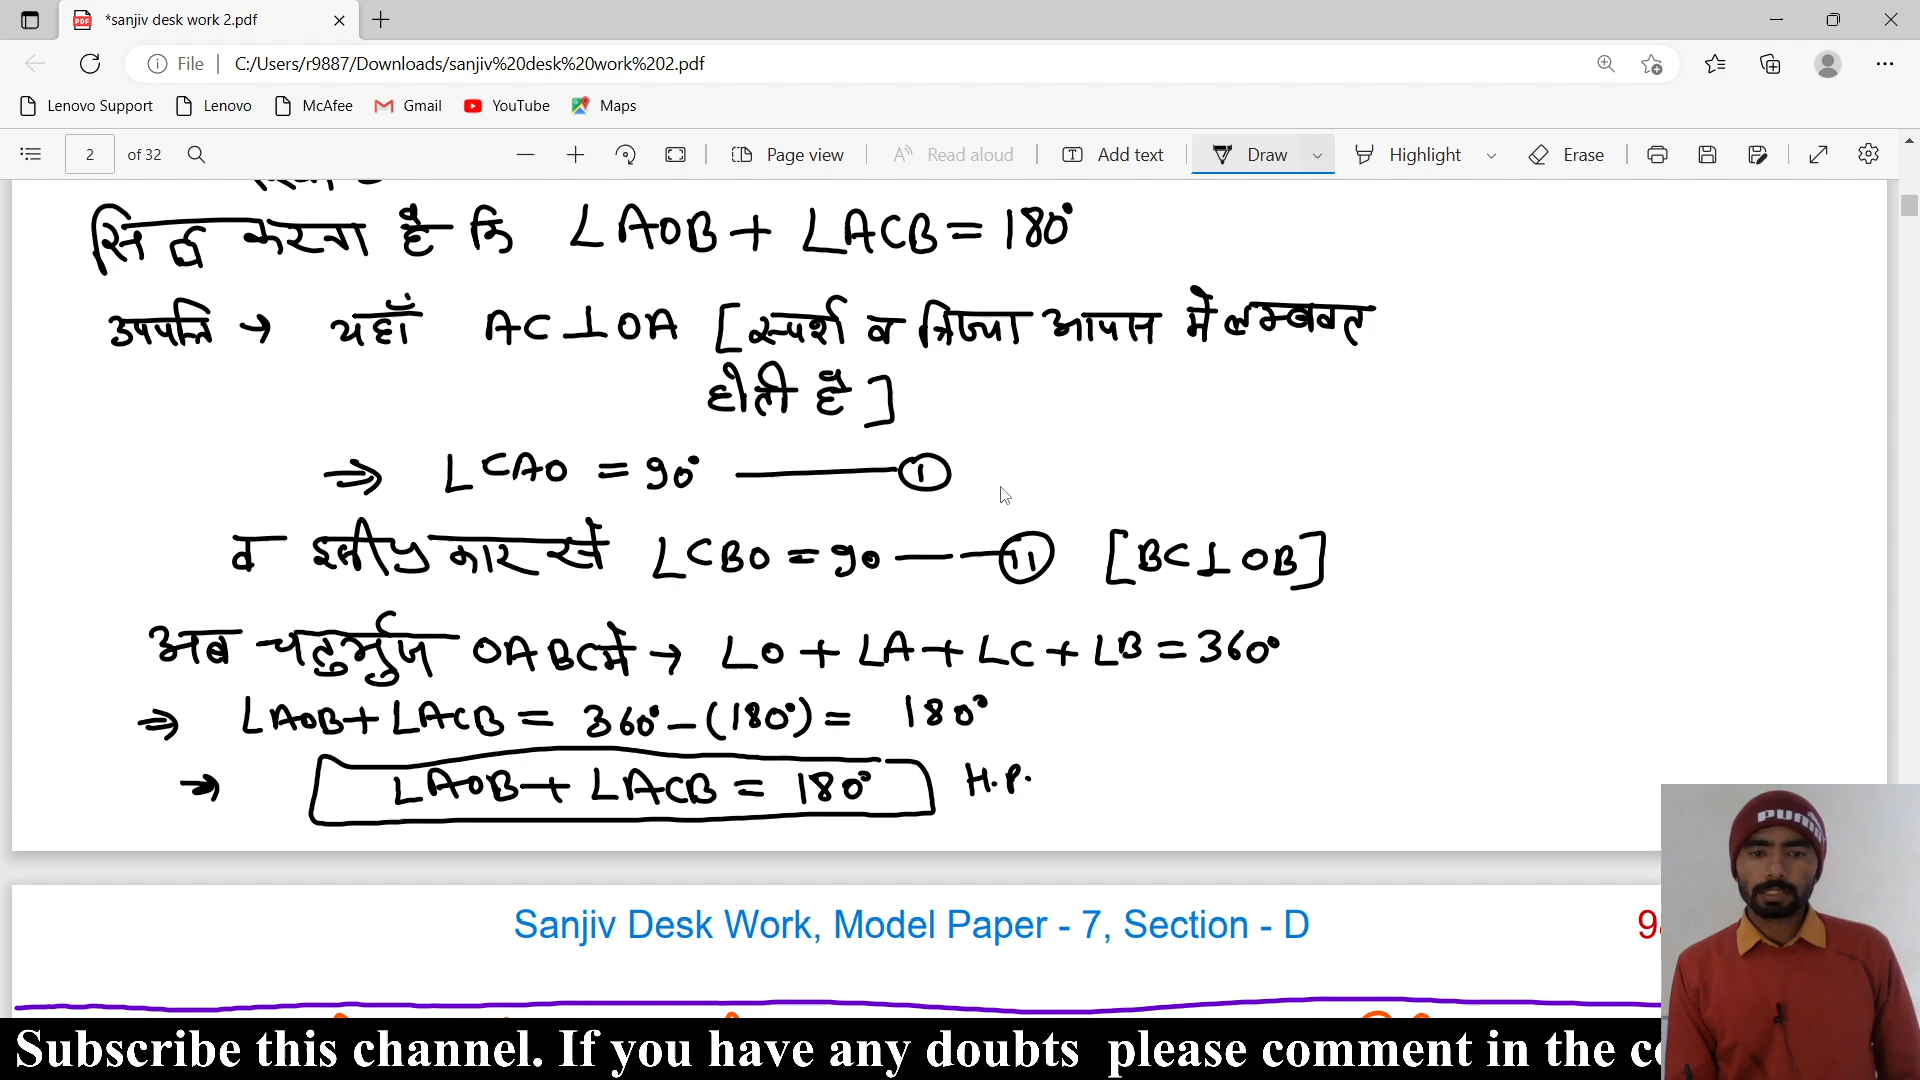 *sanjiv desk work 2.pdf
File | C:/Users/r9887/Downloads/sanjiv%20desk%20work%202.pdf
Lenovo Support Lenovo McAfee Gmail YouTube Maps
2 of 32 Page view Read aloud Add text Draw Highlight Erase
सिद्ध करना है कि ∠AOB + ∠ACB = 180°
उपपत्ति → यहाँ AC ⊥ OA [स्पर्श व त्रिज्या आपस में लम्बवत
होती है]
⇒ ∠CAO = 90° ——— ①
व इसी प्रकार से ∠CBO = 90 —— ⑪ [BC ⊥ OB]
अब चतुर्भुज OABC में → ∠O + ∠A + ∠C + ∠B = 360°
⇒ ∠AOB + ∠ACB = 360° - (180°) = 180°
→ ∠AOB + ∠ACB = 180° H.P.
Sanjiv Desk Work, Model Paper - 7, Section - D
Subscribe this channel. If you have any doubts please comment in the
PUMA